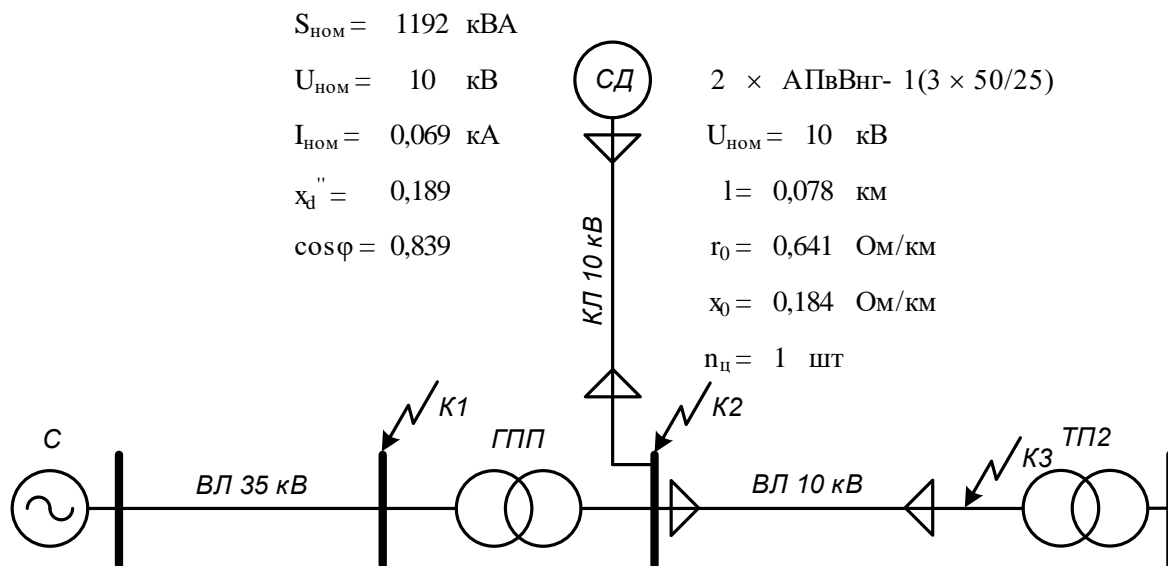 Sном = 1192 кВА
Uном = 10 кВ
Iном = 0,069 кА
xd'' = 0,189
cosφ = 0,839
СД
2 × АПвВнг- 1(3 × 50/25)
Uном = 10 кВ
l = 0,078 км
r0 = 0,641 Ом/км
x0 = 0,184 Ом/км
nц = 1 шт
КЛ 10 кВ
К1
К2
С
ВЛ 35 кВ
ГПП
ВЛ 10 кВ
К3
ТП2